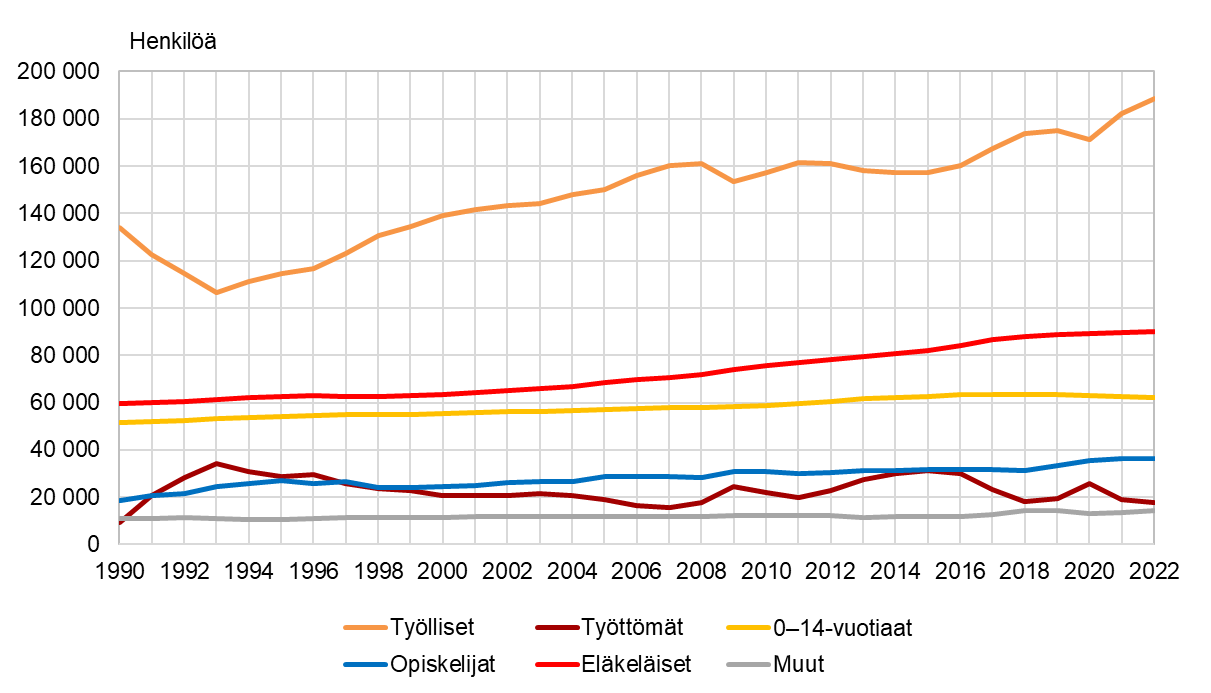 Henkilöä
200 000
180 000
160 000
140 000
120 000
100 000
80 000
60 000
40 000
20 000
0
1990 1992 1994 1996 1998 2000 2002 2004 2006 2008 2010 2012 2014 2016 2018 2020 2022
Työlliset Työttömät 0–14-vuotiaat
Opiskelijat Eläkeläiset Muut